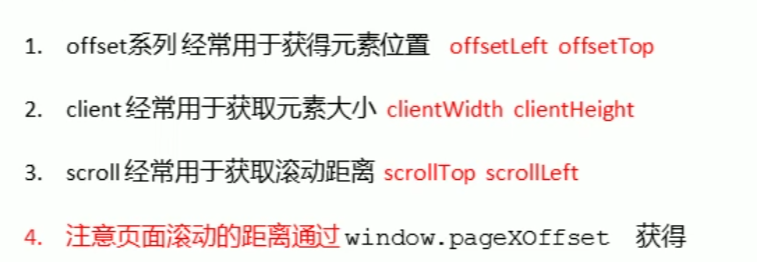 1. offset系列 经常用于获得元素位置 offsetLeft offsetTop
2. client 经常用于获取元素大小 clientWidth clientHeight
3. scroll 经常用于获取滚动距离 scrollTop scrollLeft
4. 注意页面滚动的距离通过 window.pageXOffset 获得